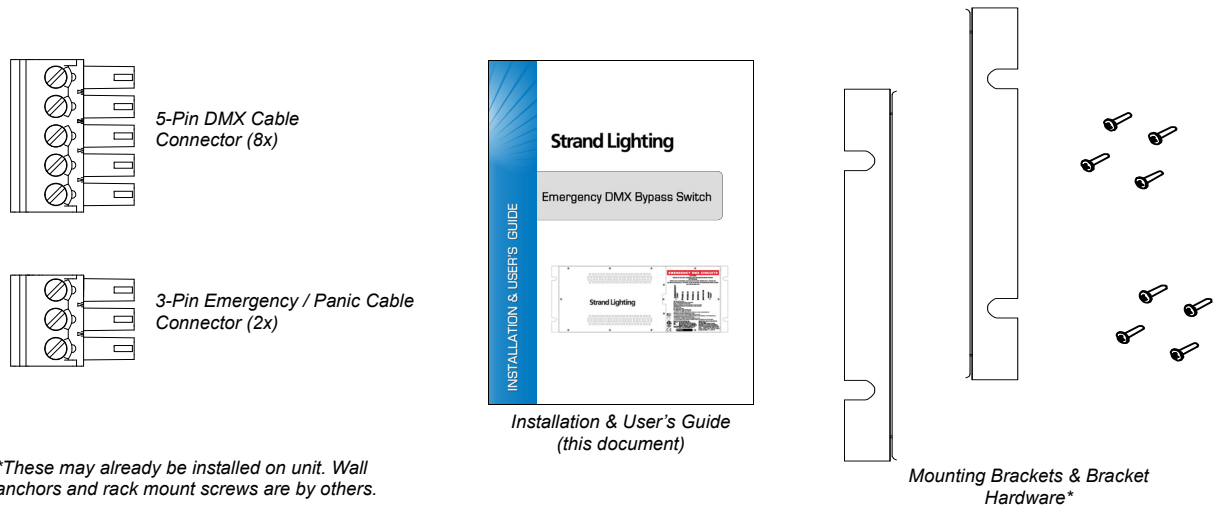 5-Pin DMX Cable
Connector (8x)
3-Pin Emergency / Panic Cable
Connector (2x)
*These may already be installed on unit. Wall
anchors and rack mount screws are by others.
INSTALLATION & USER'S GUIDE
Strand Lighting
Emergency DMX Bypass Switch
Strand Lighting
EMERGENCY DMX CIRCUITS
Installation & User's Guide
(this document)
Mounting Brackets & Bracket
Hardware*